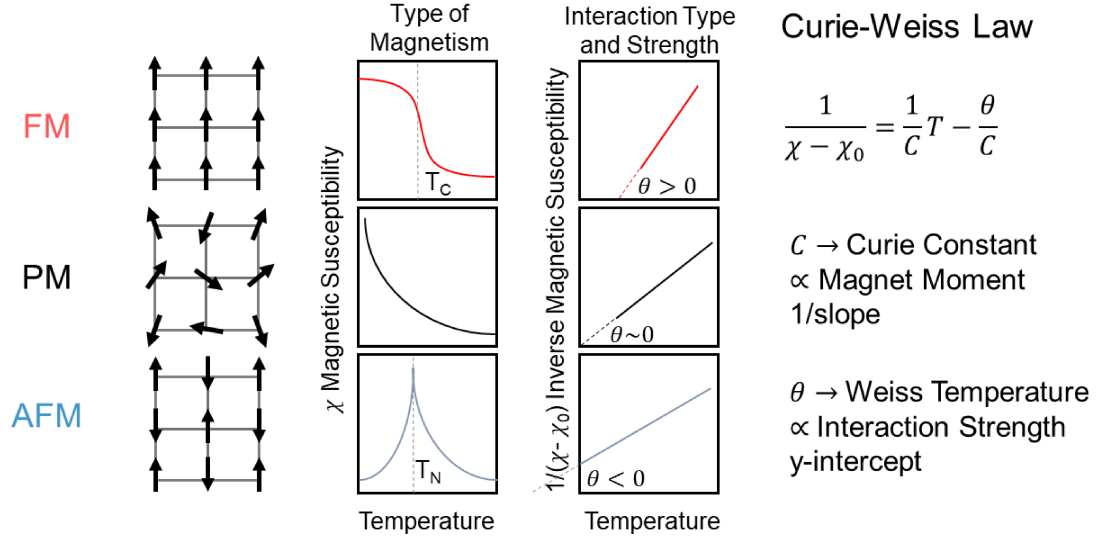 Type of
Magnetism
Interaction Type
and Strength
Curie-Weiss Law
FM
PM
AFM
χ Magnetic Susceptibility
T_C
T_N
Temperature
1/(χ- χ₀) Inverse Magnetic Susceptibility
θ > 0
θ~0
θ < 0
Temperature
1/(χ − χ₀) = (1/C)T − θ/C
C → Curie Constant
∝ Magnet Moment
1/slope
θ → Weiss Temperature
∝ Interaction Strength
y-intercept